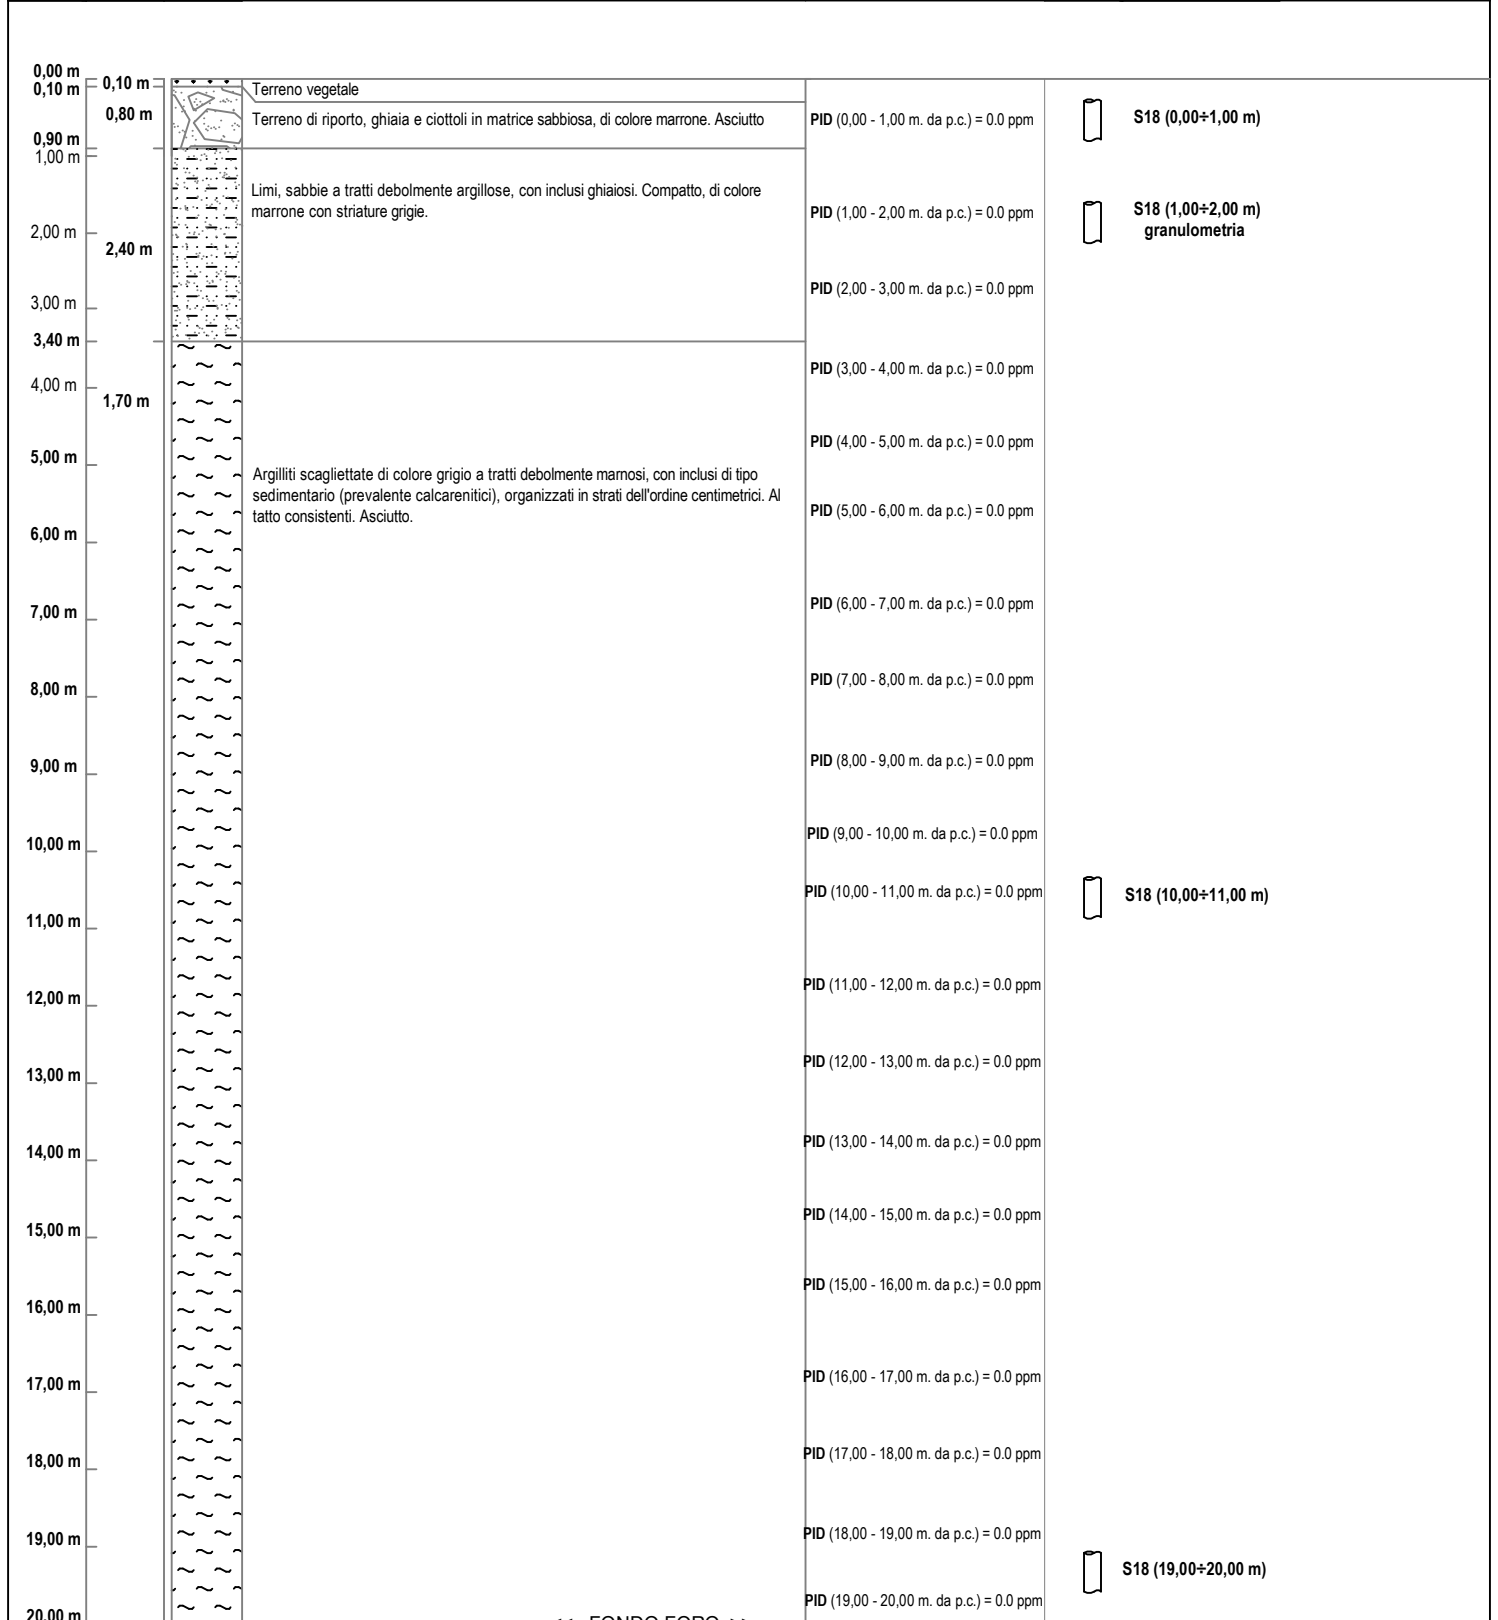 0,00 m
0,10 m
0,10 m
Terreno vegetale
0,80 m
Terreno di riporto, ghiaia e ciottoli in matrice sabbiosa, di colore marrone. Asciutto
PID (0,00 - 1,00 m. da p.c.) = 0.0 ppm
S18 (0,00÷1,00 m)
0,90 m
1,00 m
Limi, sabbie a tratti debolmente argillose, con inclusi ghiaiosi. Compatto, di colore
marrone con striature grigie.
PID (1,00 - 2,00 m. da p.c.) = 0.0 ppm
S18 (1,00÷2,00 m)
granulometria
2,00 m
2,40 m
PID (2,00 - 3,00 m. da p.c.) = 0.0 ppm
3,00 m
3,40 m
PID (3,00 - 4,00 m. da p.c.) = 0.0 ppm
4,00 m
1,70 m
PID (4,00 - 5,00 m. da p.c.) = 0.0 ppm
5,00 m
Argilliti scagliettate di colore grigio a tratti debolmente marnosi, con inclusi di tipo
sedimentario (prevalente calcarenitici), organizzati in strati dell'ordine centimetrici. Al
tatto consistenti. Asciutto.
PID (5,00 - 6,00 m. da p.c.) = 0.0 ppm
6,00 m
PID (6,00 - 7,00 m. da p.c.) = 0.0 ppm
7,00 m
PID (7,00 - 8,00 m. da p.c.) = 0.0 ppm
8,00 m
PID (8,00 - 9,00 m. da p.c.) = 0.0 ppm
9,00 m
PID (9,00 - 10,00 m. da p.c.) = 0.0 ppm
10,00 m
PID (10,00 - 11,00 m. da p.c.) = 0.0 ppm
S18 (10,00÷11,00 m)
11,00 m
PID (11,00 - 12,00 m. da p.c.) = 0.0 ppm
12,00 m
PID (12,00 - 13,00 m. da p.c.) = 0.0 ppm
13,00 m
PID (13,00 - 14,00 m. da p.c.) = 0.0 ppm
14,00 m
PID (14,00 - 15,00 m. da p.c.) = 0.0 ppm
15,00 m
PID (15,00 - 16,00 m. da p.c.) = 0.0 ppm
16,00 m
PID (16,00 - 17,00 m. da p.c.) = 0.0 ppm
17,00 m
PID (17,00 - 18,00 m. da p.c.) = 0.0 ppm
18,00 m
PID (18,00 - 19,00 m. da p.c.) = 0.0 ppm
19,00 m
S18 (19,00÷20,00 m)
PID (19,00 - 20,00 m. da p.c.) = 0.0 ppm
20,00 m
<< FONDO FORO >>